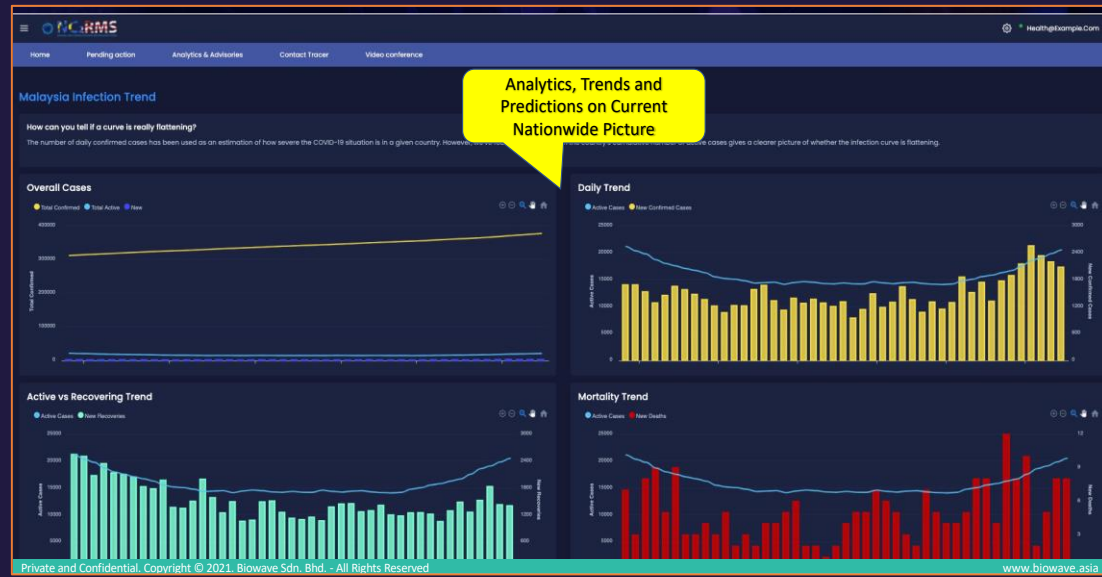 NC RMS
Health@Example.Com
Home Pending action Analytics & Advisories Contact Tracer Video conference
Malaysia Infection Trend
Analytics, Trends and
Predictions on Current
Nationwide Picture
How can you tell if a curve is really flattening?
The number of daily confirmed cases has been used as an estimation of how severe the COVID-19 situation is in a given country. However, cases gives a clearer picture of whether the infection curve is flattening.
Overall Cases
Total Confirmed Total Active New
400000
300000
200000
100000
0
Total Confirmed
Daily Trend
Active Cases New Confirmed Cases
25000 3000
20000 2400
15000 1800
10000 1200
5000 600
0 0
Active Cases
New Confirmed Cases
Active vs Recovering Trend
Active Cases New Recoveries
25000 3000
20000 2400
15000 1800
10000 1200
5000 600
Active Cases
New Recoveries
Mortality Trend
Active Cases New Deaths
25000 12
20000 9
15000
10000 6
5000 3
Active Cases
New Deaths
Private and Confidential. Copyright © 2021. Biowave Sdn. Bhd. - All Rights Reserved
www.biowave.asia